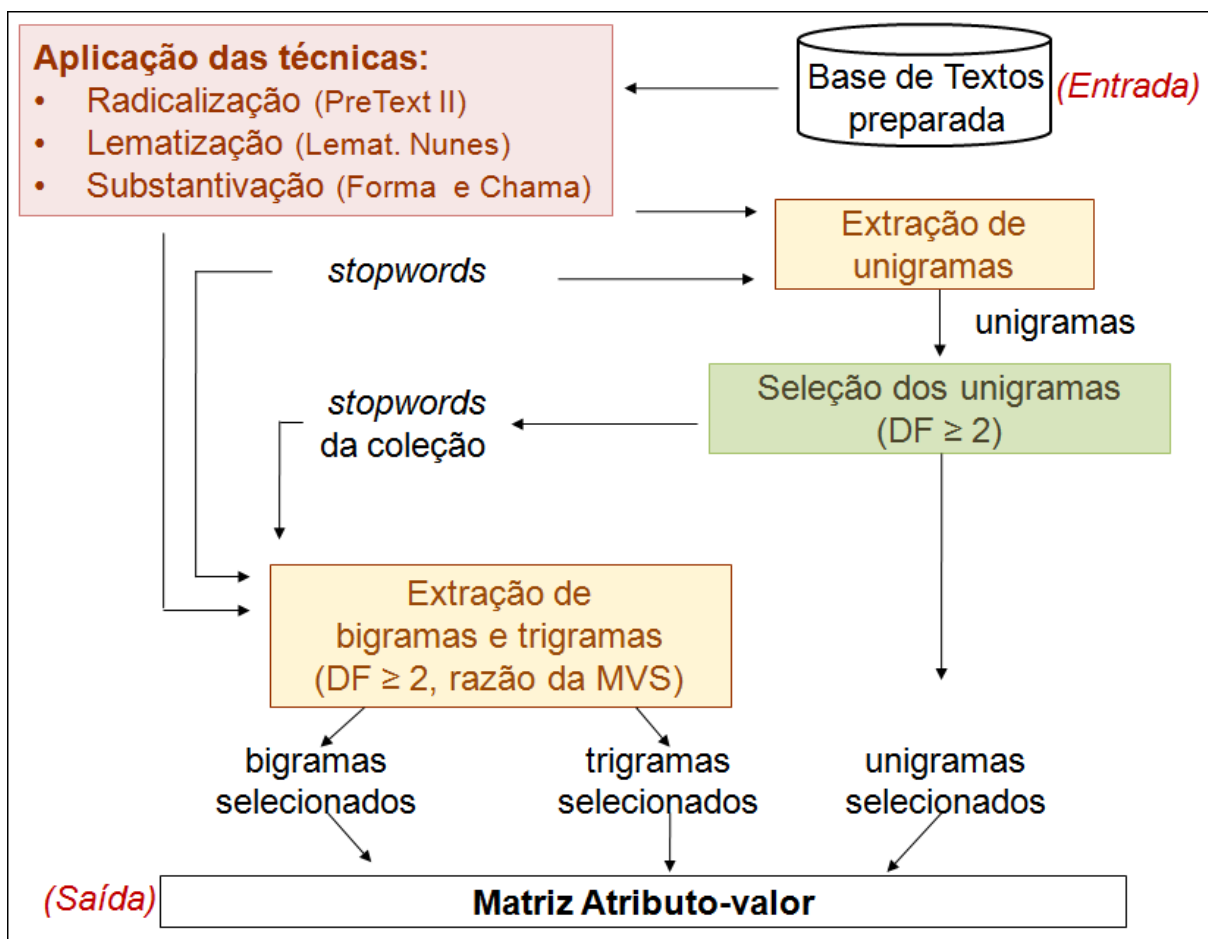 Aplicação das técnicas:
• Radicalização (PreText II)
• Lematização (Lemat. Nunes)
• Substantivação (Forma e Chama)
Base de Textos
preparada
(Entrada)
Extração de
unigramas
stopwords
unigramas
Seleção dos unigramas
(DF ≥ 2)
stopwords
da coleção
Extração de
bigramas e trigramas
(DF ≥ 2, razão da MVS)
bigramas
selecionados
trigramas
selecionados
unigramas
selecionados
(Saída)
Matriz Atributo-valor